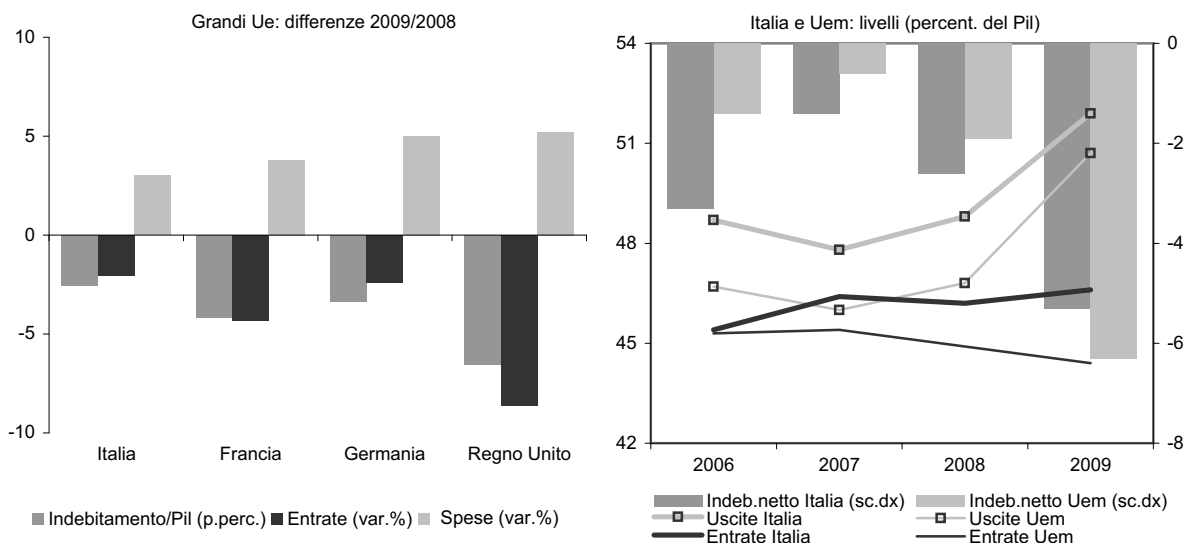 Grandi Ue: differenze 2009/2008
10
5
0
-5
-10
Italia Francia Germania Regno Unito
Indebitamento/Pil (p.perc.) Entrate (var.%) Spese (var.%)
Italia e Uem: livelli (percent. del Pil)
54 0
51 -2
48 -4
45 -6
42 -8
2006 2007 2008 2009
Indeb.netto Italia (sc.dx) Indeb.netto Uem (sc.dx)
Uscite Italia Uscite Uem
Entrate Italia Entrate Uem